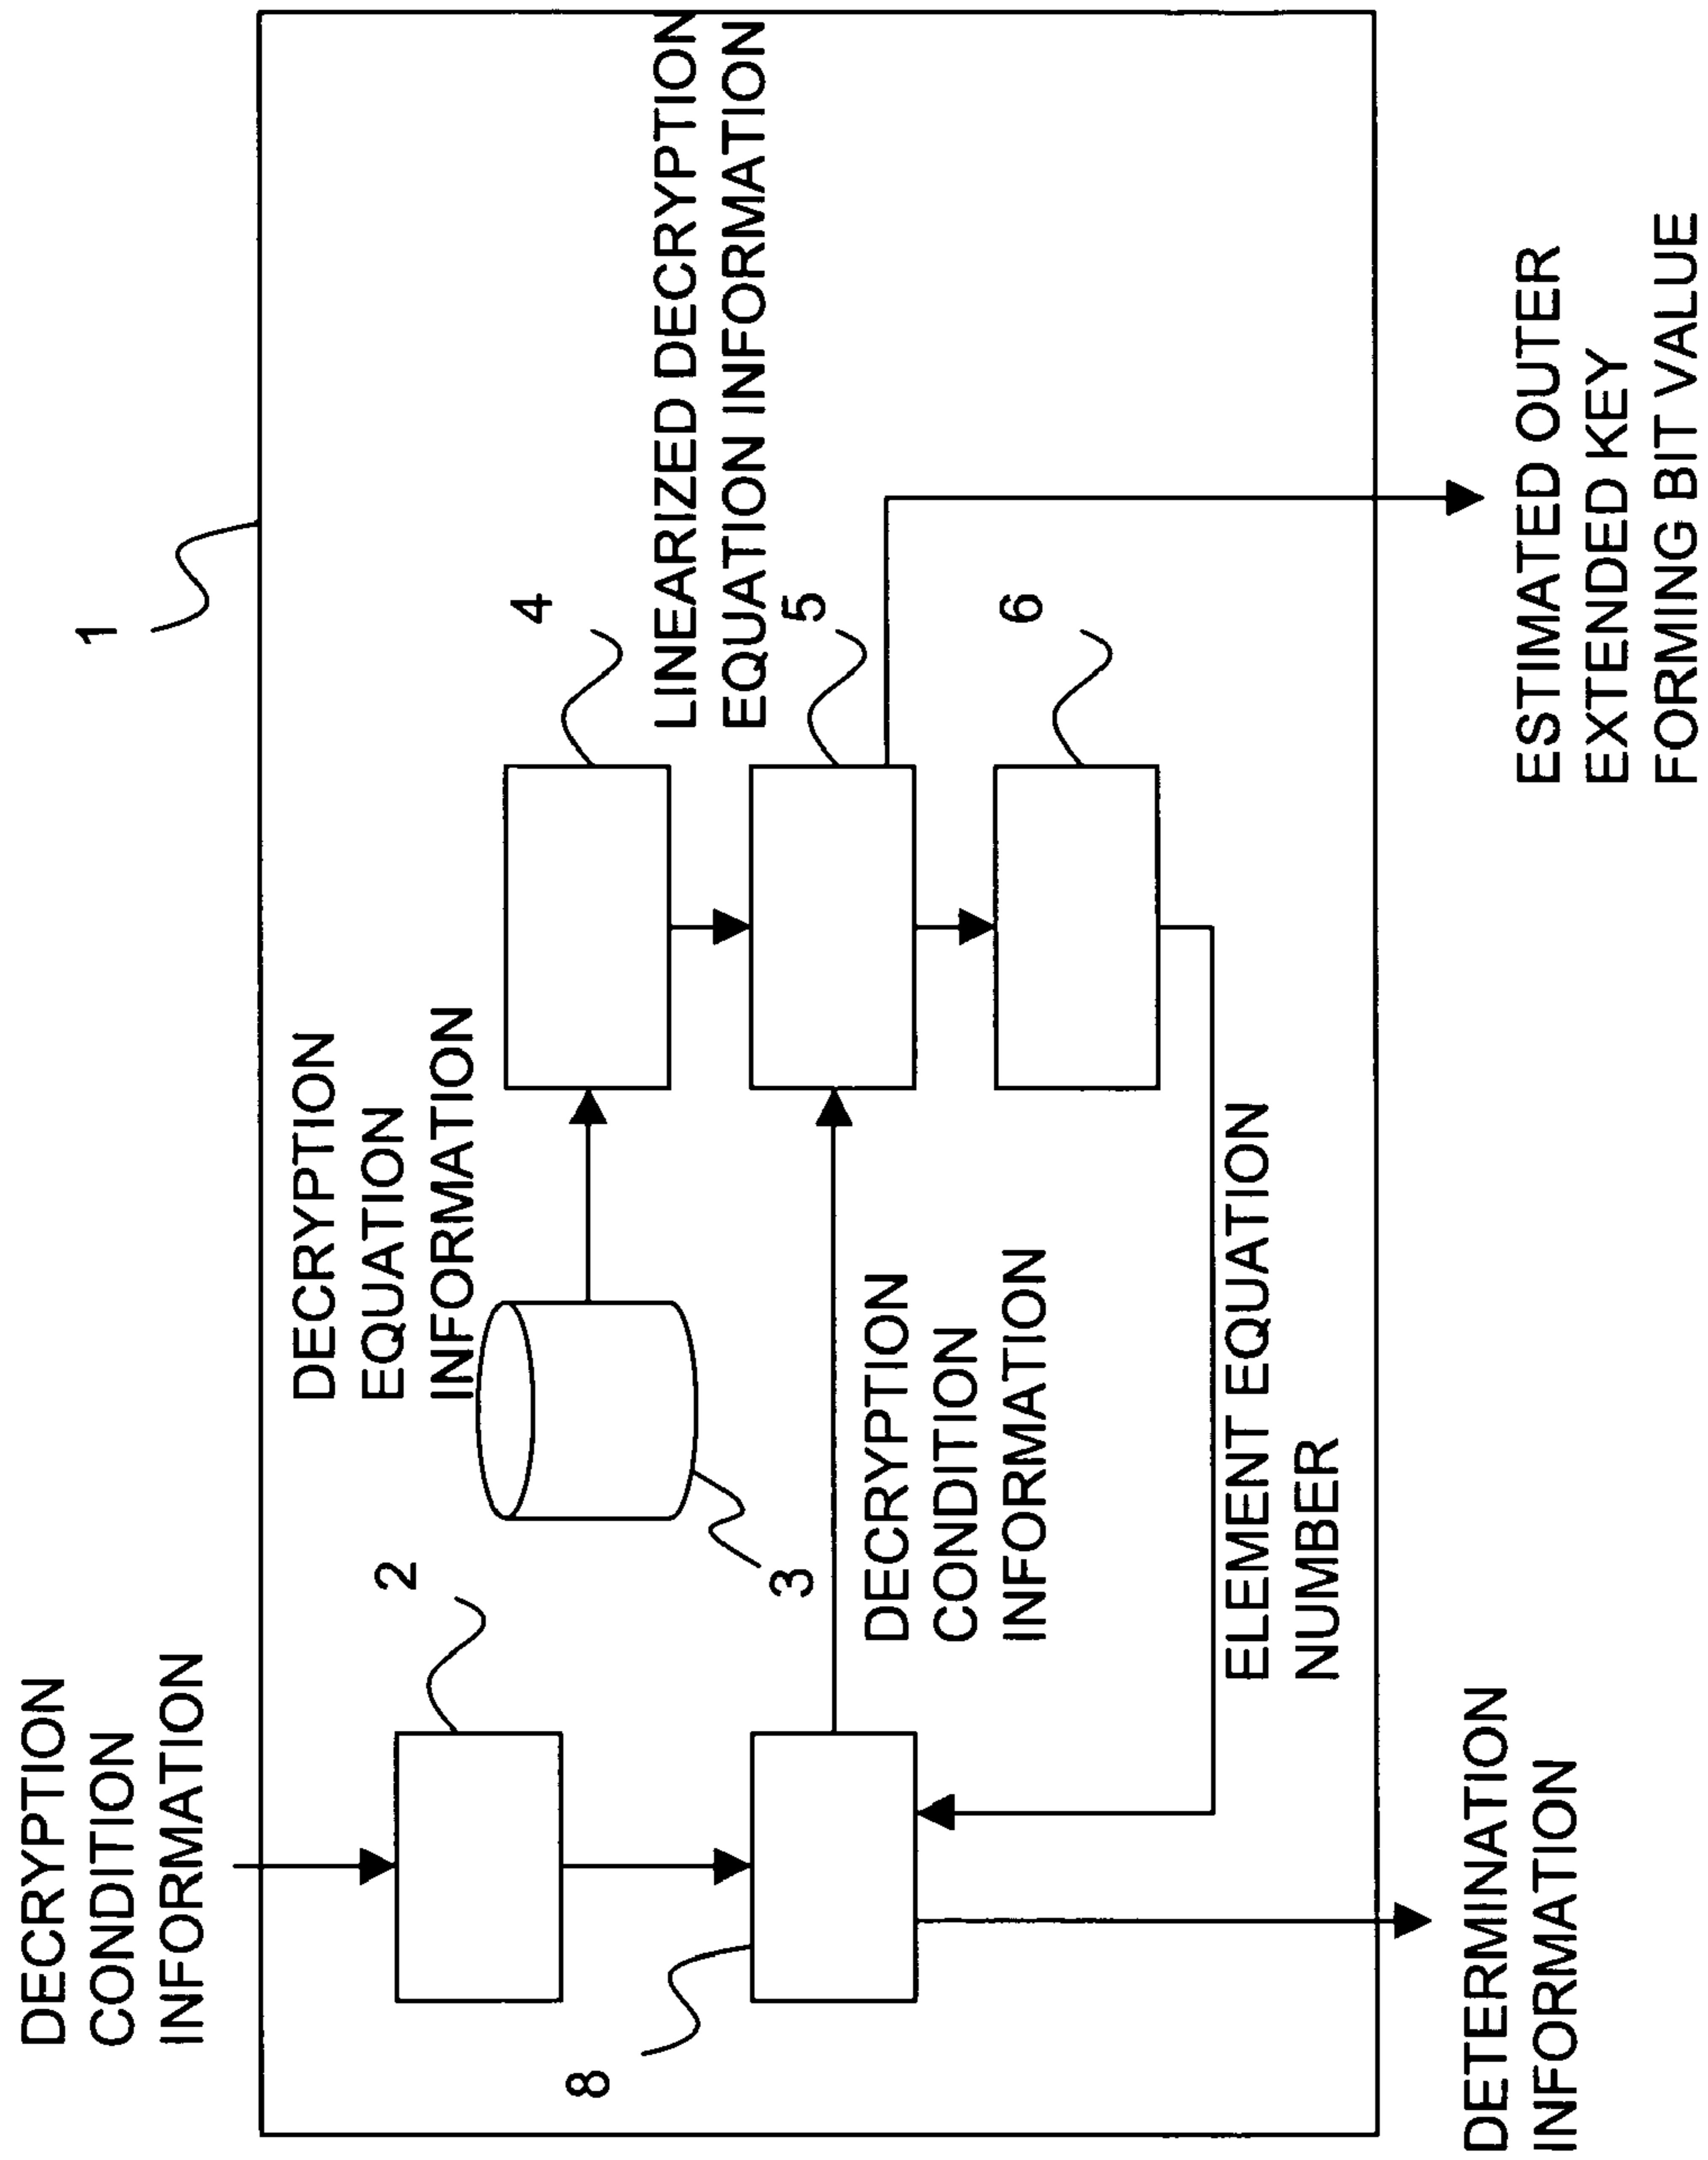 1
DECRYPTION
CONDITION
INFORMATION
2
DECRYPTION
EQUATION
INFORMATION
3
4
LINEARIZED DECRYPTION
EQUATION INFORMATION
8
DECRYPTION
CONDITION
INFORMATION
5
6
ELEMENT EQUATION
NUMBER
DETERMINATION
INFORMATION
ESTIMATED OUTER
EXTENDED KEY
FORMING BIT VALUE